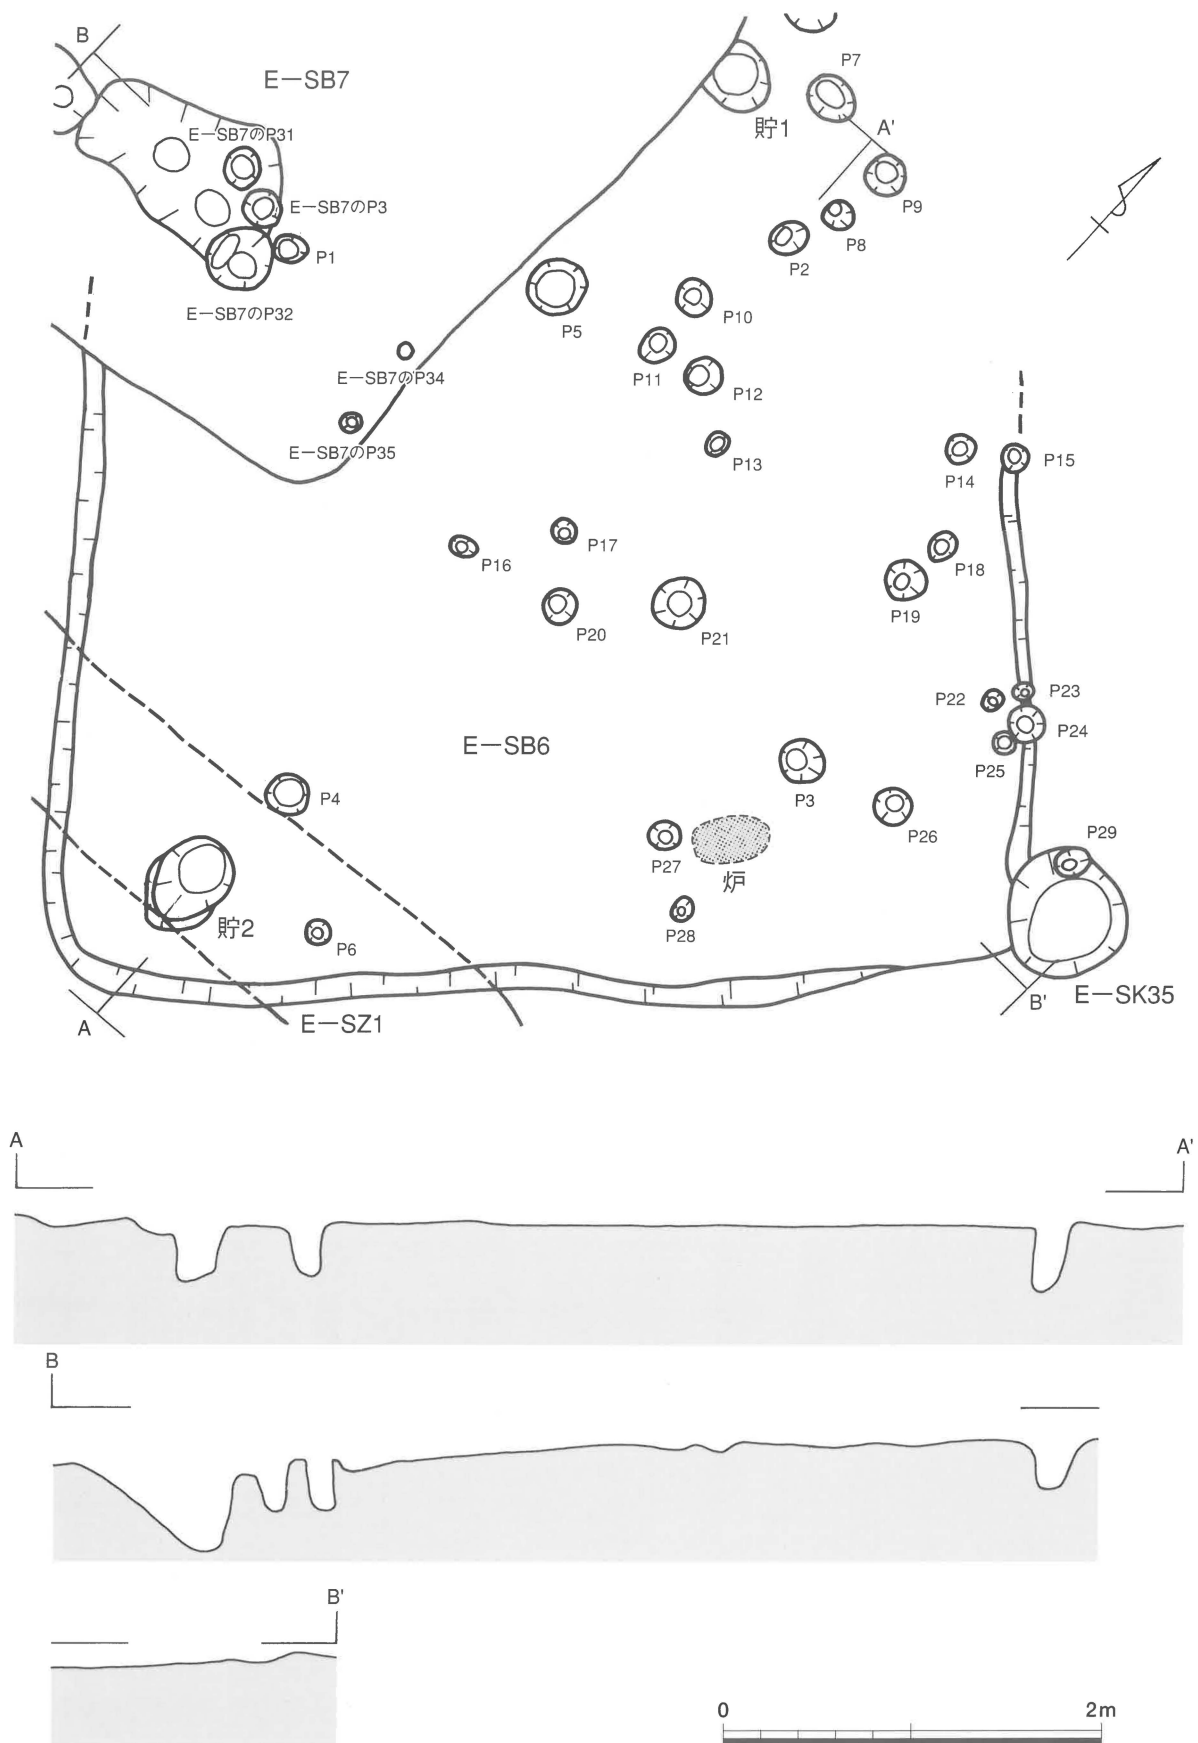 B
E－SB7
P7
E－SB7のP31
貯1
A'
E－SB7のP3
P9
P1
P8
P2
E－SB7のP32
P5
P10
E－SB7のP34
P11
P12
E－SB7のP35
P13
P14
P15
P16
P17
P18
P19
P20
P21
P22
P23
P24
E－SB6
P25
P4
P3
P26
P29
P27
炉
貯2
P6
P28
E－SK35
B'
A
E－SZ1
A
A'
B
B'
0
2m